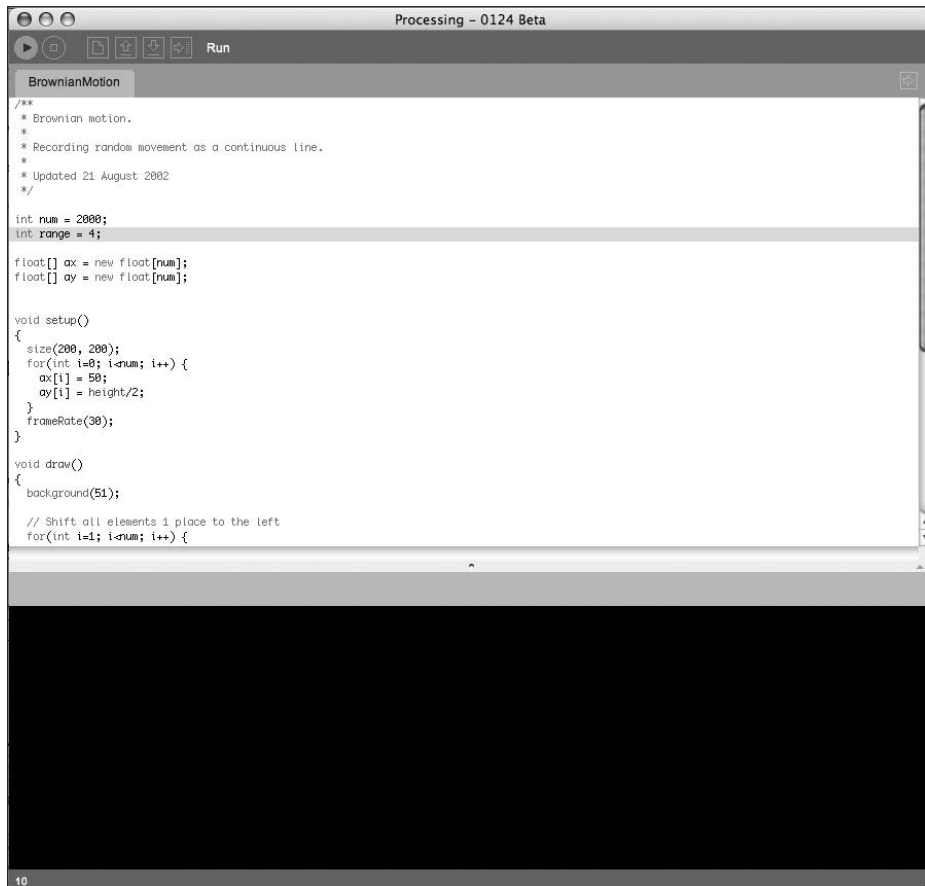 Processing – 0124 Beta
Run
BrownianMotion
/**
 * Brownian motion.
 *
 * Recording random movement as a continuous line.
 *
 * Updated 21 August 2002
 */
int num = 2000;
int range = 4;
float[] ax = new float[num];
float[] ay = new float[num];
void setup()
{
  size(200, 200);
  for(int i=0; i<num; i++) {
    ax[i] = 50;
    ay[i] = height/2;
  }
  frameRate(30);
}
void draw()
{
  background(51);
  // Shift all elements 1 place to the left
  for(int i=1; i<num; i++) {
10